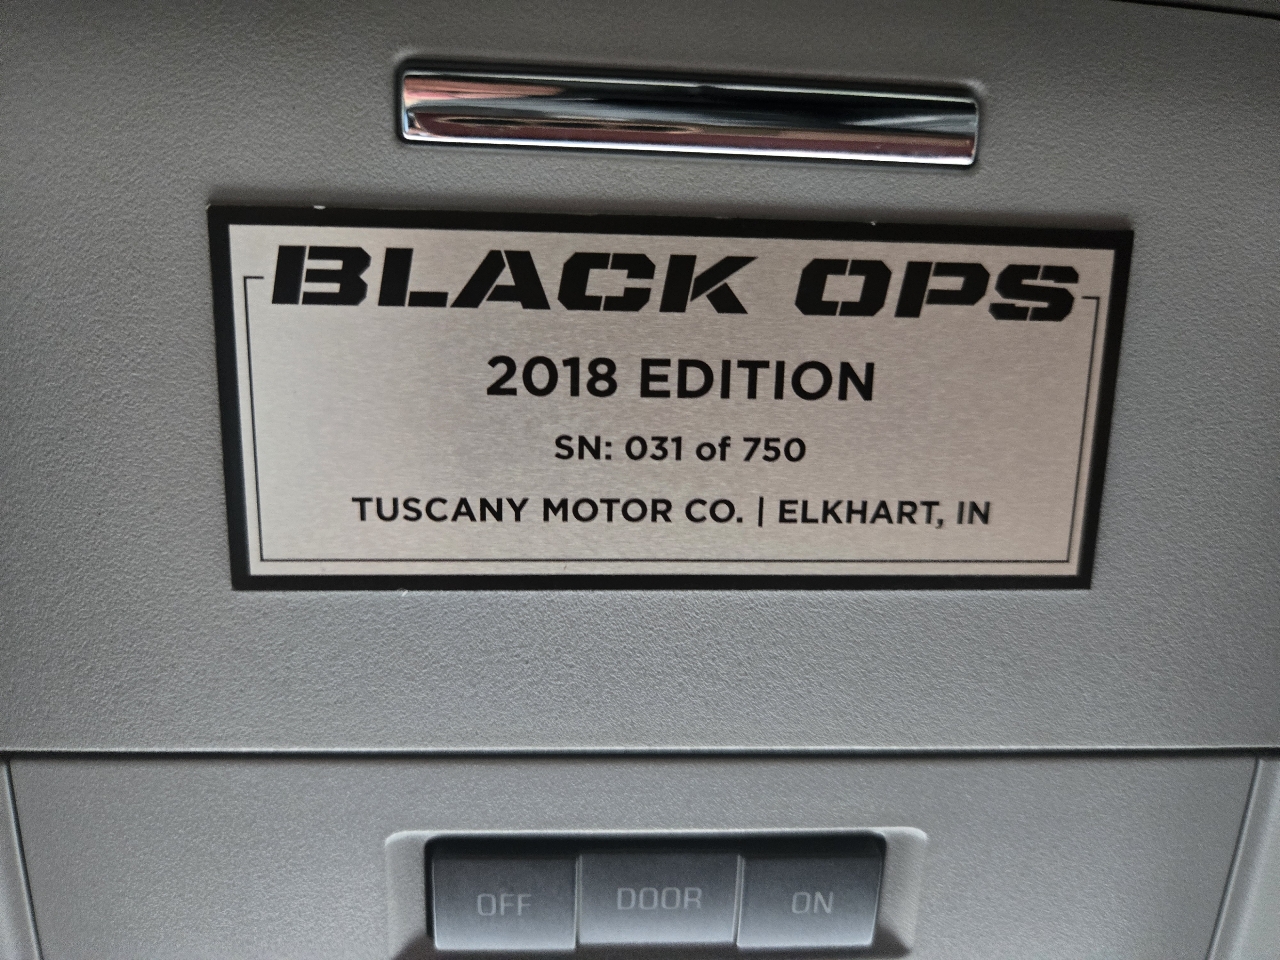 BLACK OPS
2018 EDITION
SN: 031 of 750
TUSCANY MOTOR CO. | ELKHART, IN
OFF DOOR ON